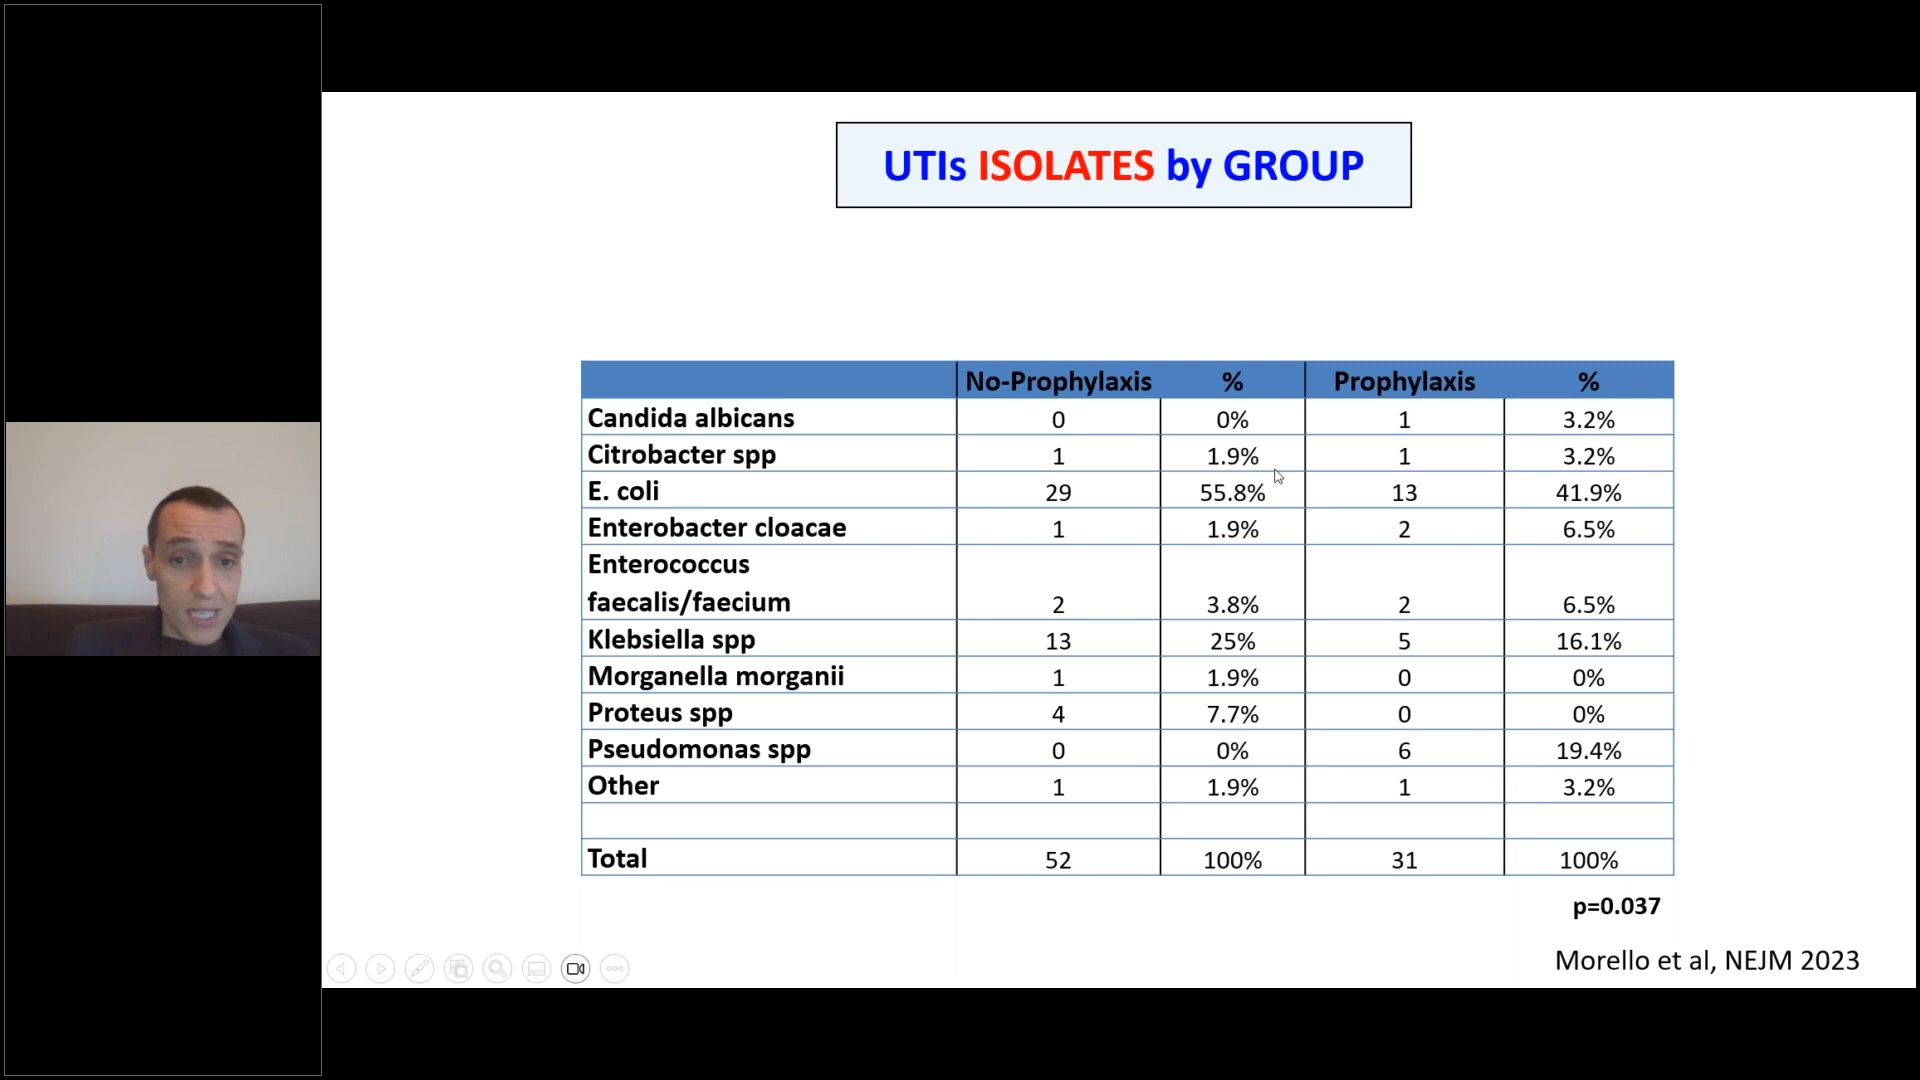 UTIs ISOLATES by GROUP
No-Prophylaxis % Prophylaxis %
Candida albicans 0 0% 1 3.2%
Citrobacter spp 1 1.9% 1 3.2%
E. coli 29 55.8% 13 41.9%
Enterobacter cloacae 1 1.9% 2 6.5%
Enterococcus
faecalis/faecium 2 3.8% 2 6.5%
Klebsiella spp 13 25% 5 16.1%
Morganella morganii 1 1.9% 0 0%
Proteus spp 4 7.7% 0 0%
Pseudomonas spp 0 0% 6 19.4%
Other 1 1.9% 1 3.2%
Total 52 100% 31 100%
p=0.037
Morello et al, NEJM 2023